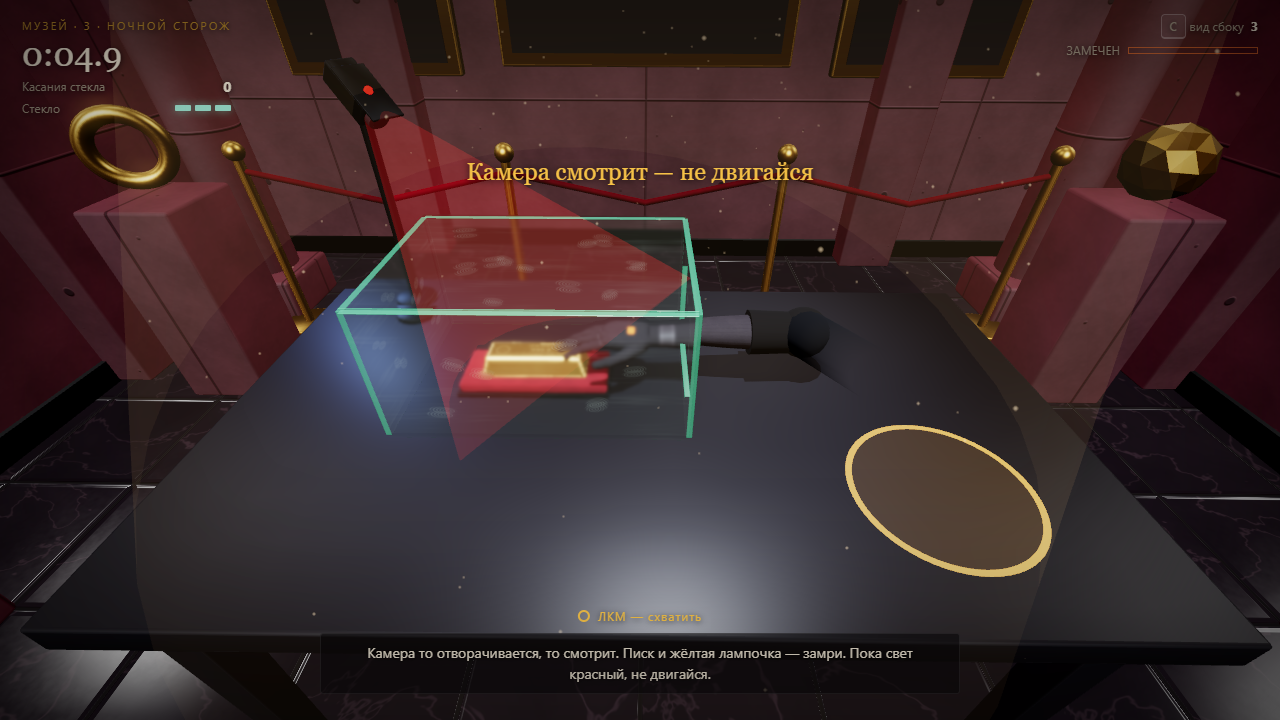 МУЗЕЙ · 3 · НОЧНОЙ СТОРОЖ
0:04.9
Касания стекла 0
Стекло
C вид сбоку 3
ЗАМЕЧЕН
Камера смотрит — не двигайся
ЛКМ — схватить
Камера то отворачивается, то смотрит. Писк и жёлтая лампочка — замри. Пока свет
красный, не двигайся.